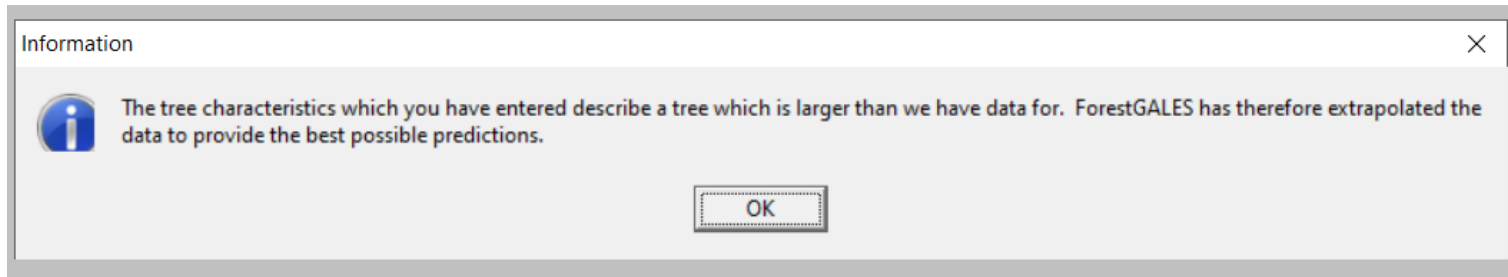 Information
The tree characteristics which you have entered describe a tree which is larger than we have data for.  ForestGALES has therefore extrapolated the
data to provide the best possible predictions.
OK